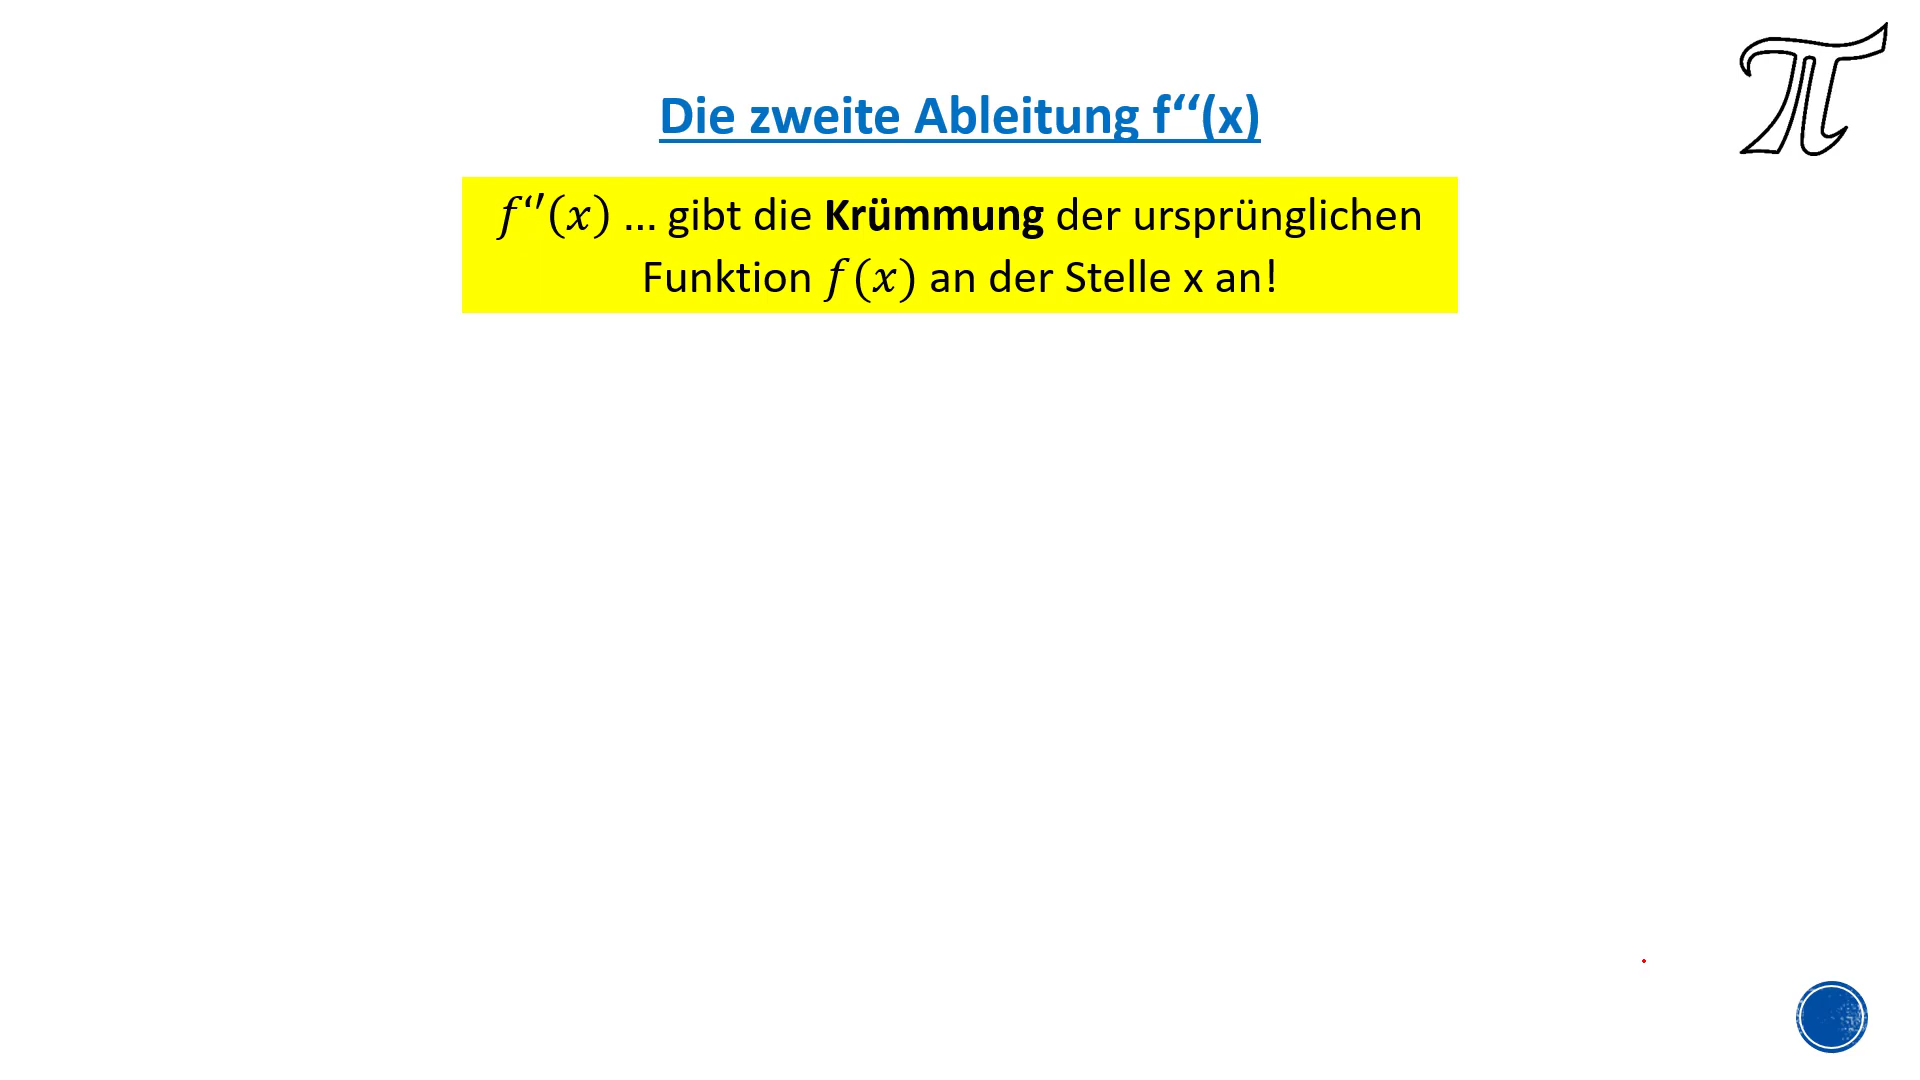 Die zweite Ableitung f‘‘(x)
f‘′(x) ... gibt die Krümmung der ursprünglichen
Funktion f(x) an der Stelle x an!
π